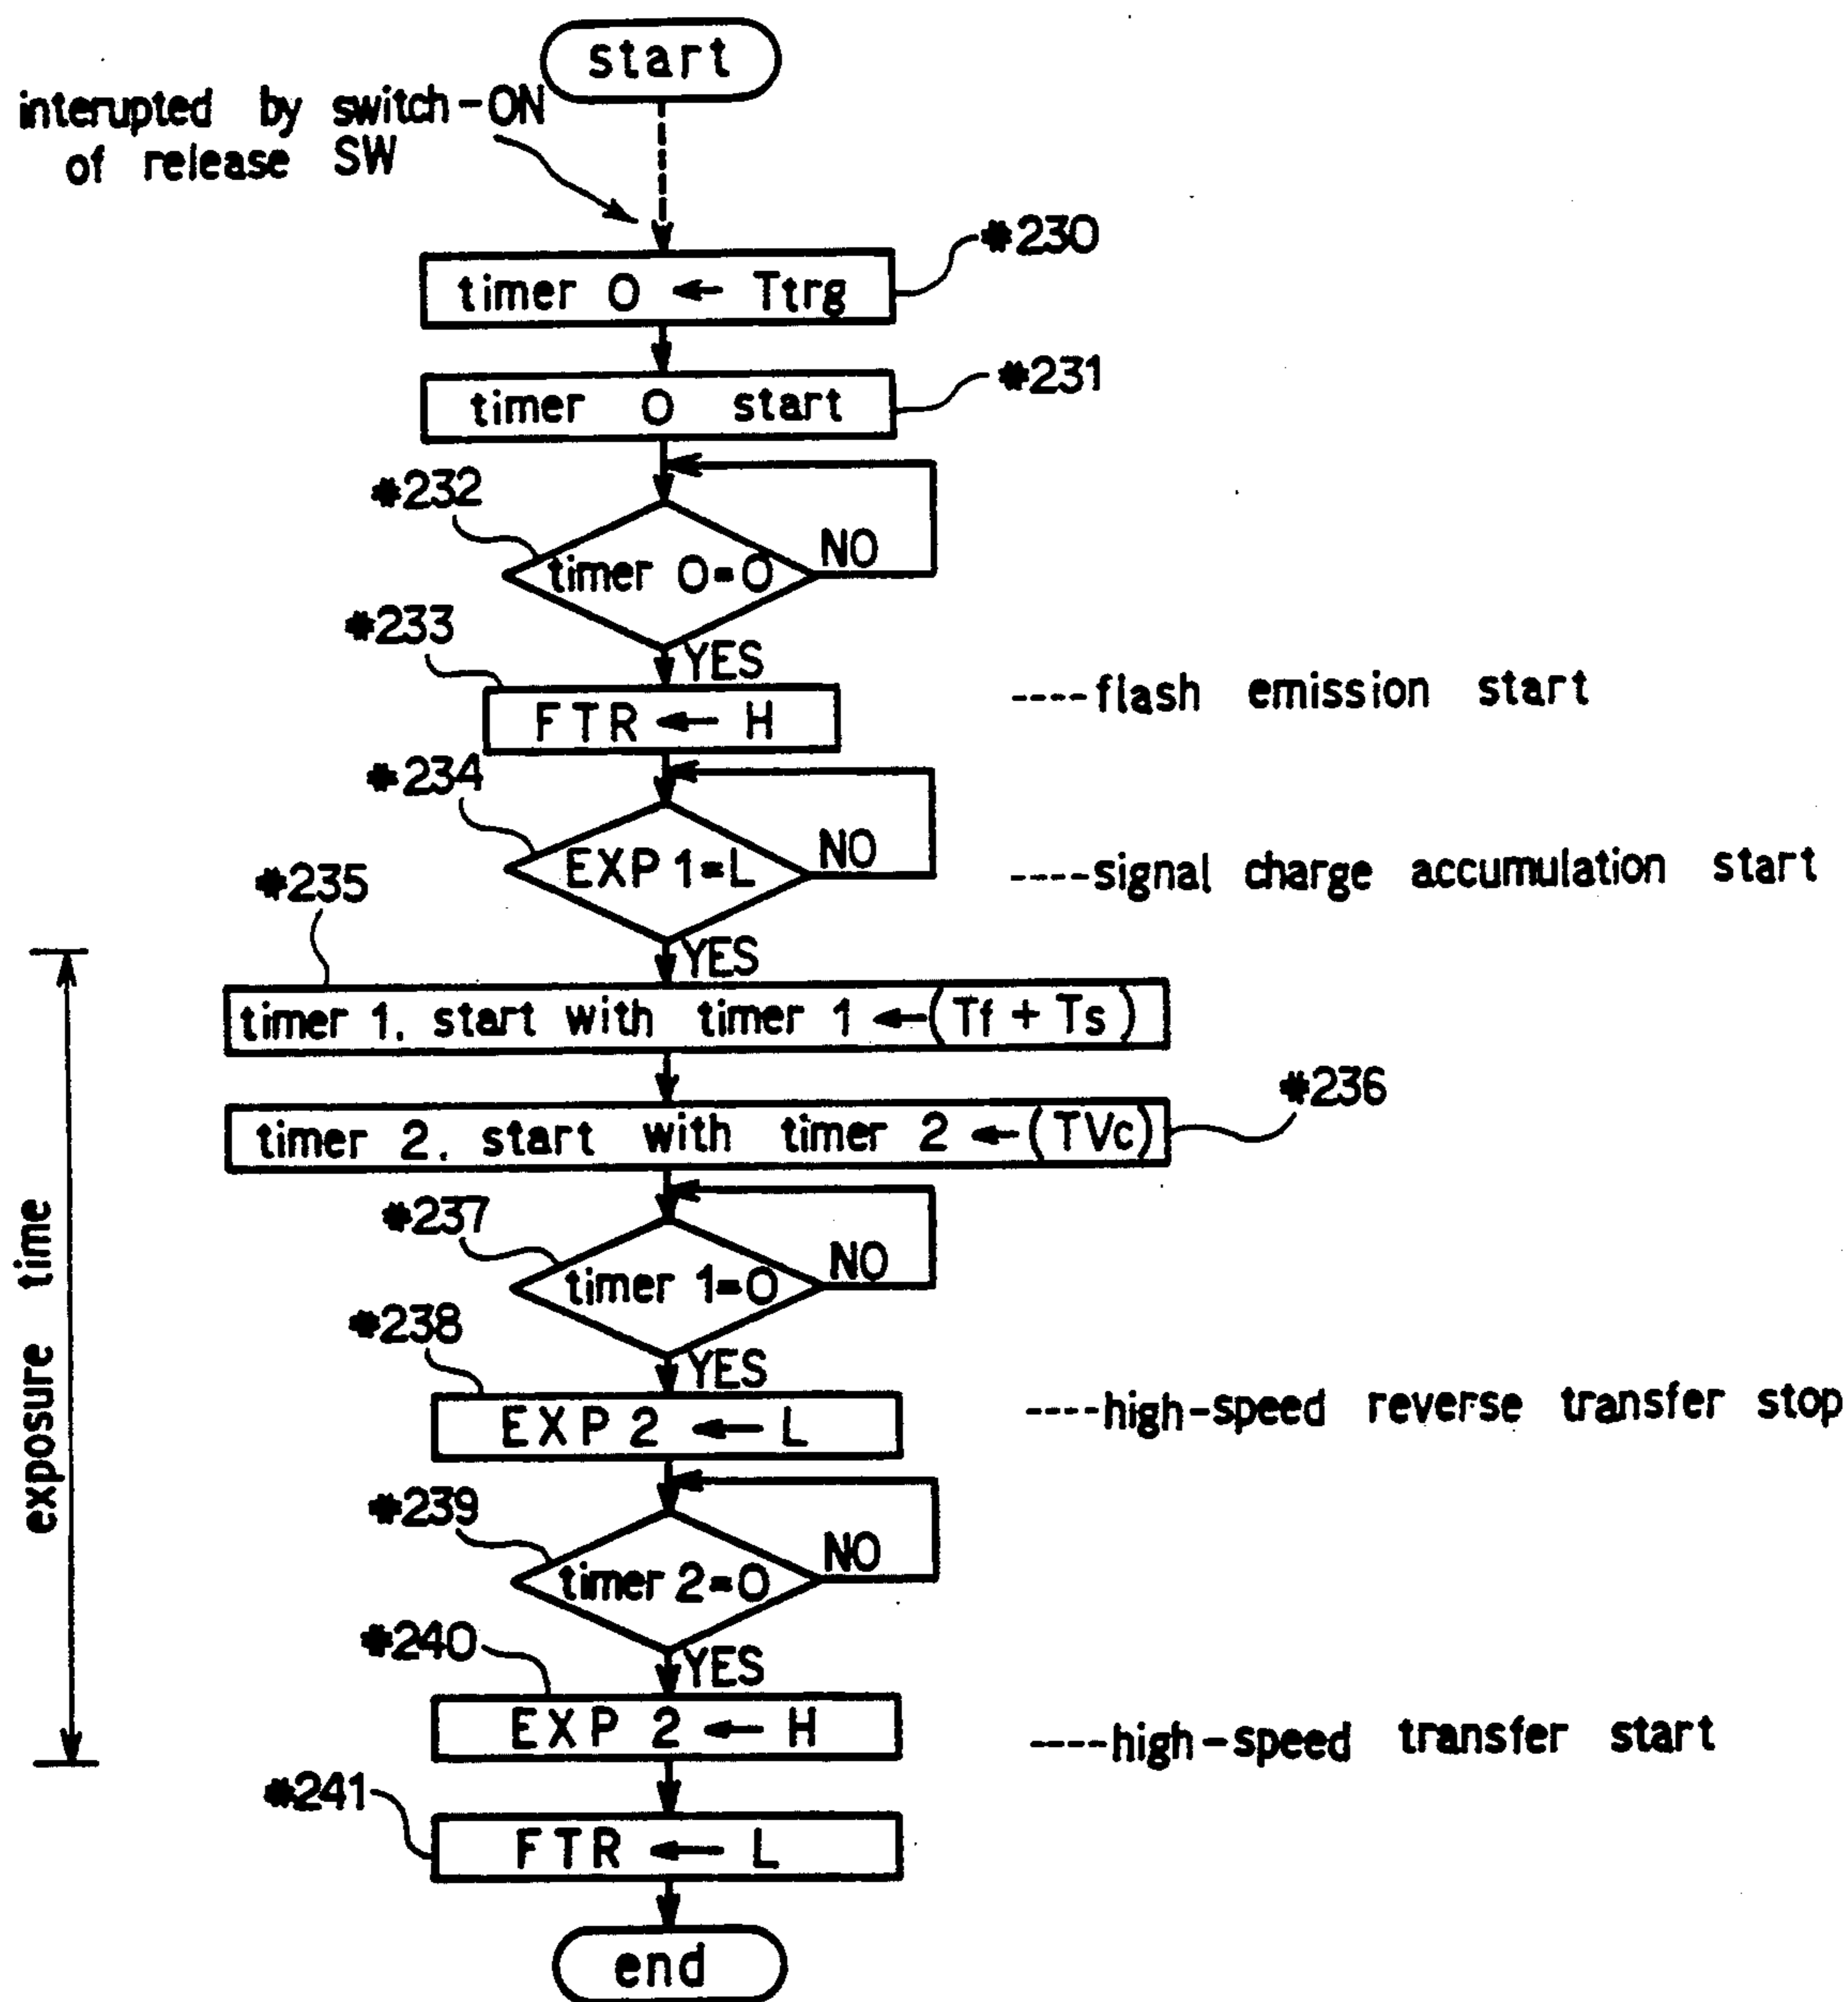 start
interupted by switch-ON
of release SW
*230
timer 0 ← Ttrg
*231
timer 0 start
*232
timer 0=0
NO
YES
*233
FTR ← H
----flash emission start
*234
EXP 1=L
NO
----signal charge accumulation start
YES
*235
timer 1. start with timer 1 ←(Tf + Ts)
*236
timer 2. start with timer 2 ←(TVc)
*237
timer 1=0
NO
YES
*238
EXP 2 ← L
----high-speed reverse transfer stop
*239
timer 2=0
NO
YES
*240
EXP 2 ← H
----high-speed transfer start
exposure time
*241
FTR ← L
end